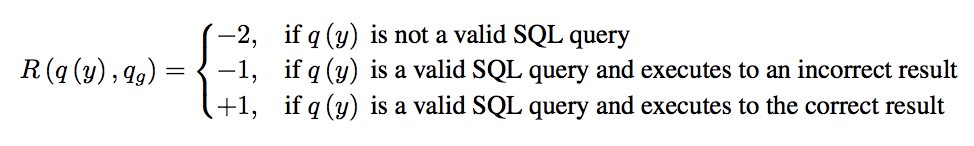 −2, if q (y) is not a valid SQL query
R (q (y) , q_g) = { −1, if q (y) is a valid SQL query and executes to an incorrect result
+1, if q (y) is a valid SQL query and executes to the correct result